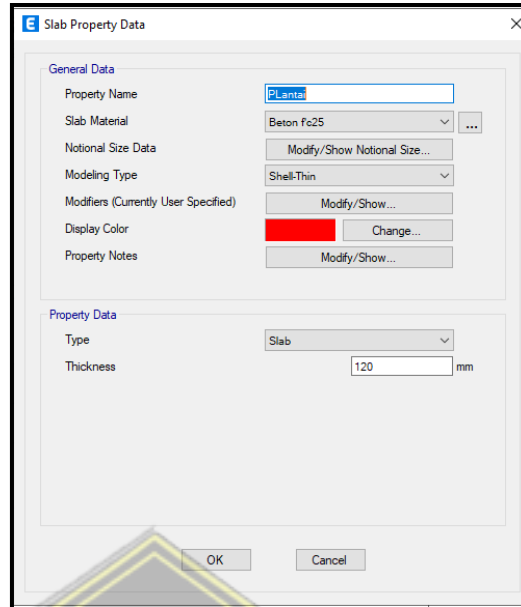 E Slab Property Data
General Data
Property Name PLantai
Slab Material Beton f'c25 ...
Notional Size Data Modify/Show Notional Size...
Modeling Type Shell-Thin
Modifiers (Currently User Specified) Modify/Show...
Display Color Change...
Property Notes Modify/Show...
Property Data
Type Slab
Thickness 120 mm
OK Cancel